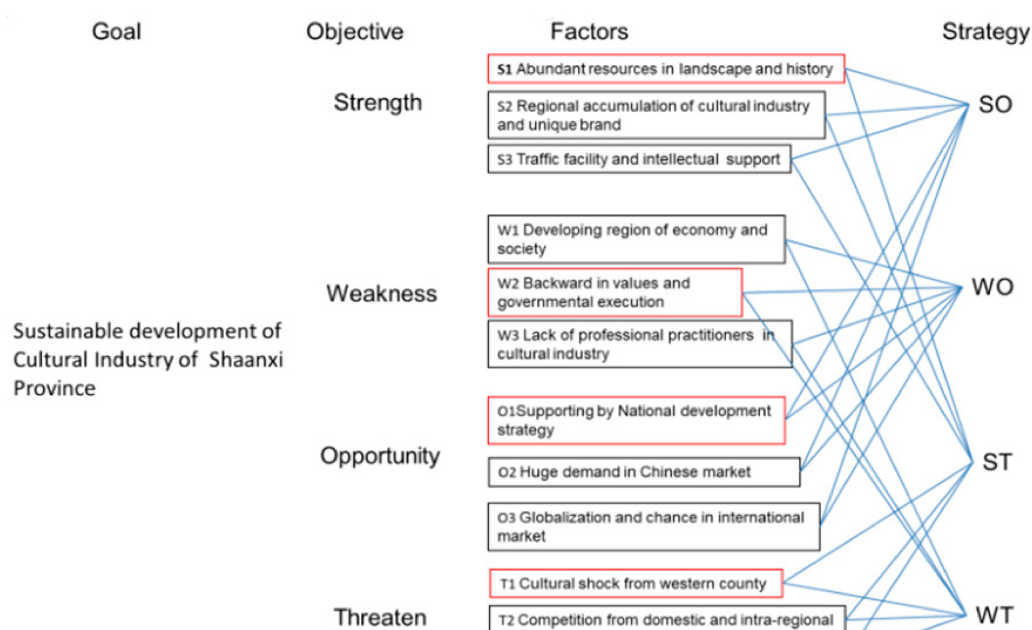 Goal
Objective
Factors
Strategy
S1 Abundant resources in landscape and history
Strength
S2 Regional accumulation of cultural industry
and unique brand
SO
S3 Traffic facility and intellectual support
W1 Developing region of economy and
society
Weakness
W2 Backward in values and
governmental execution
WO
W3 Lack of professional practitioners in
cultural industry
Sustainable development of
Cultural Industry of Shaanxi
Province
O1Supporting by National development
strategy
Opportunity
O2 Huge demand in Chinese market
ST
O3 Globalization and chance in international
market
T1 Cultural shock from western county
Threaten
T2 Competition from domestic and intra-regional
WT